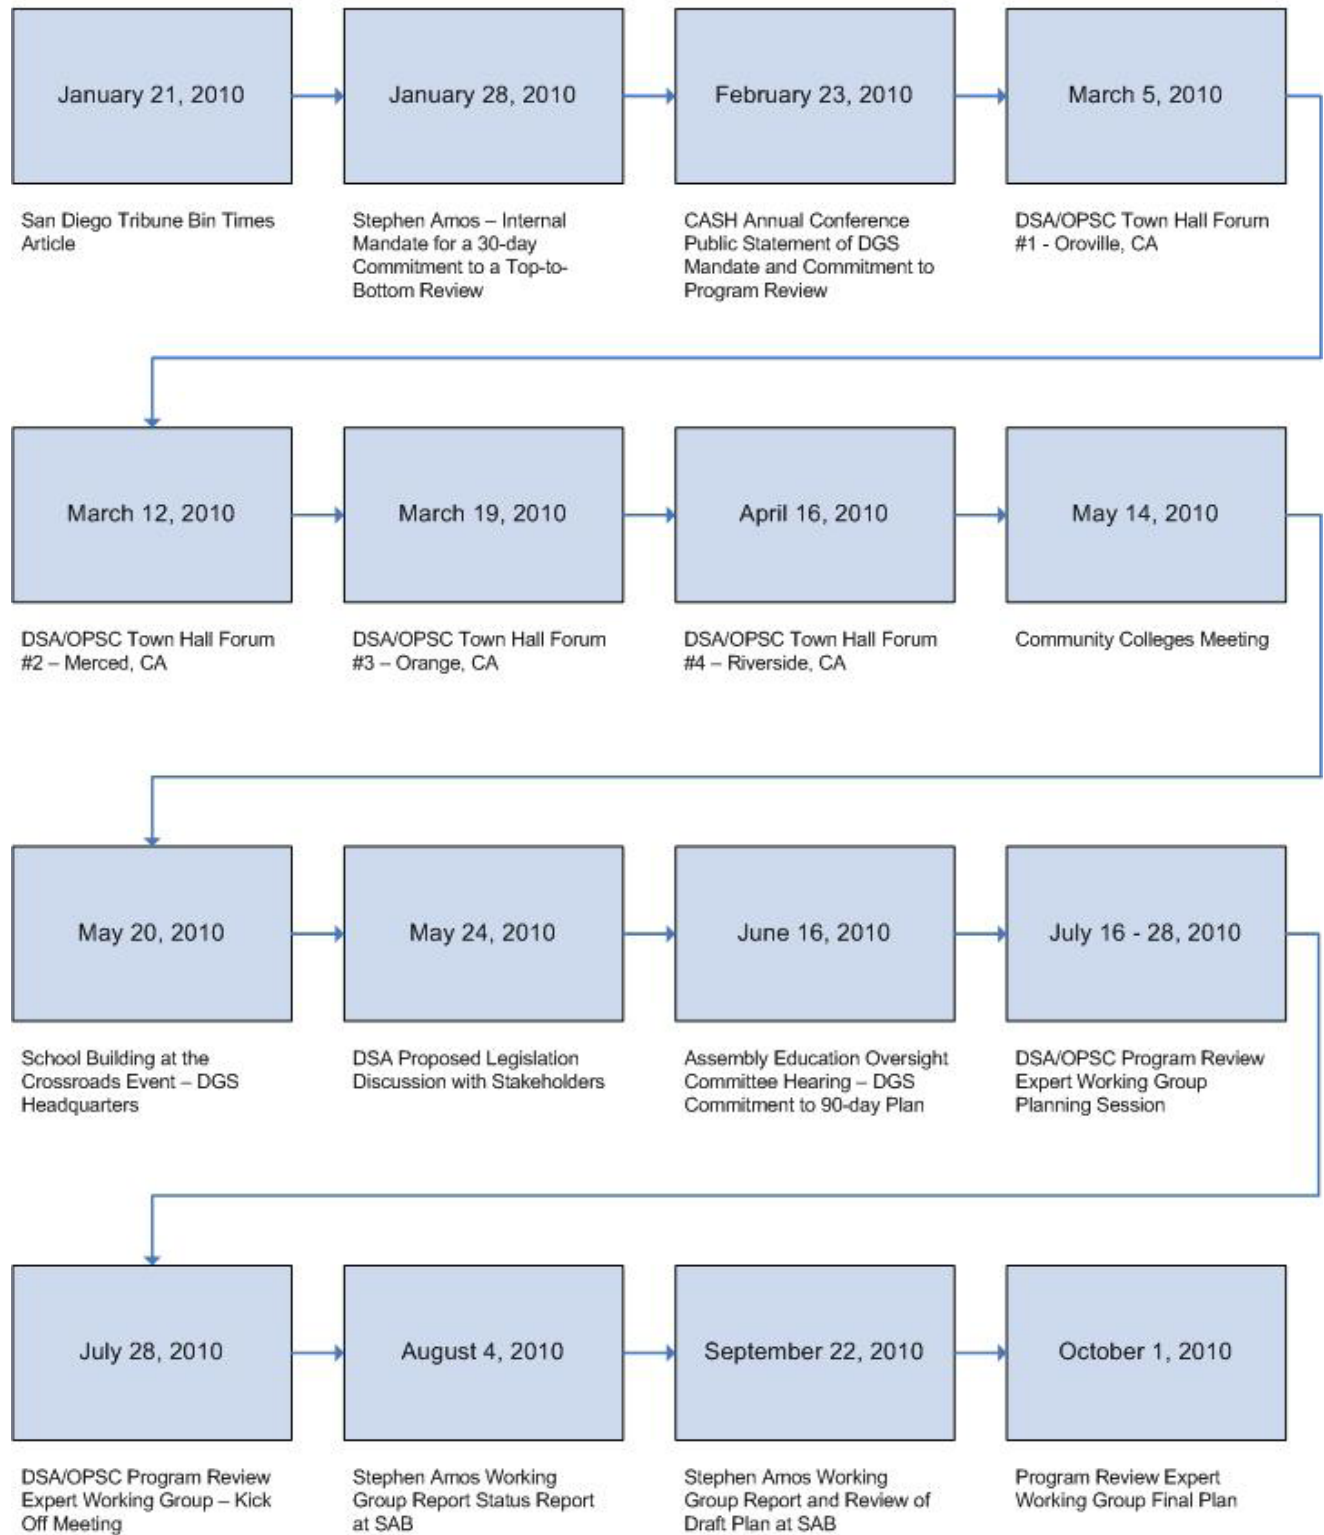 January 21, 2010
January 28, 2010
February 23, 2010
March 5, 2010
San Diego Tribune Bin Times
Article
Stephen Amos – Internal
Mandate for a 30-day
Commitment to a Top-to-
Bottom Review
CASH Annual Conference
Public Statement of DGS
Mandate and Commitment to
Program Review
DSA/OPSC Town Hall Forum
#1 - Oroville, CA
March 12, 2010
March 19, 2010
April 16, 2010
May 14, 2010
DSA/OPSC Town Hall Forum
#2 – Merced, CA
DSA/OPSC Town Hall Forum
#3 – Orange, CA
DSA/OPSC Town Hall Forum
#4 – Riverside, CA
Community Colleges Meeting
May 20, 2010
May 24, 2010
June 16, 2010
July 16 - 28, 2010
School Building at the
Crossroads Event – DGS
Headquarters
DSA Proposed Legislation
Discussion with Stakeholders
Assembly Education Oversight
Committee Hearing – DGS
Commitment to 90-day Plan
DSA/OPSC Program Review
Expert Working Group
Planning Session
July 28, 2010
August 4, 2010
September 22, 2010
October 1, 2010
DSA/OPSC Program Review
Expert Working Group – Kick
Off Meeting
Stephen Amos Working
Group Report Status Report
at SAB
Stephen Amos Working
Group Report and Review of
Draft Plan at SAB
Program Review Expert
Working Group Final Plan